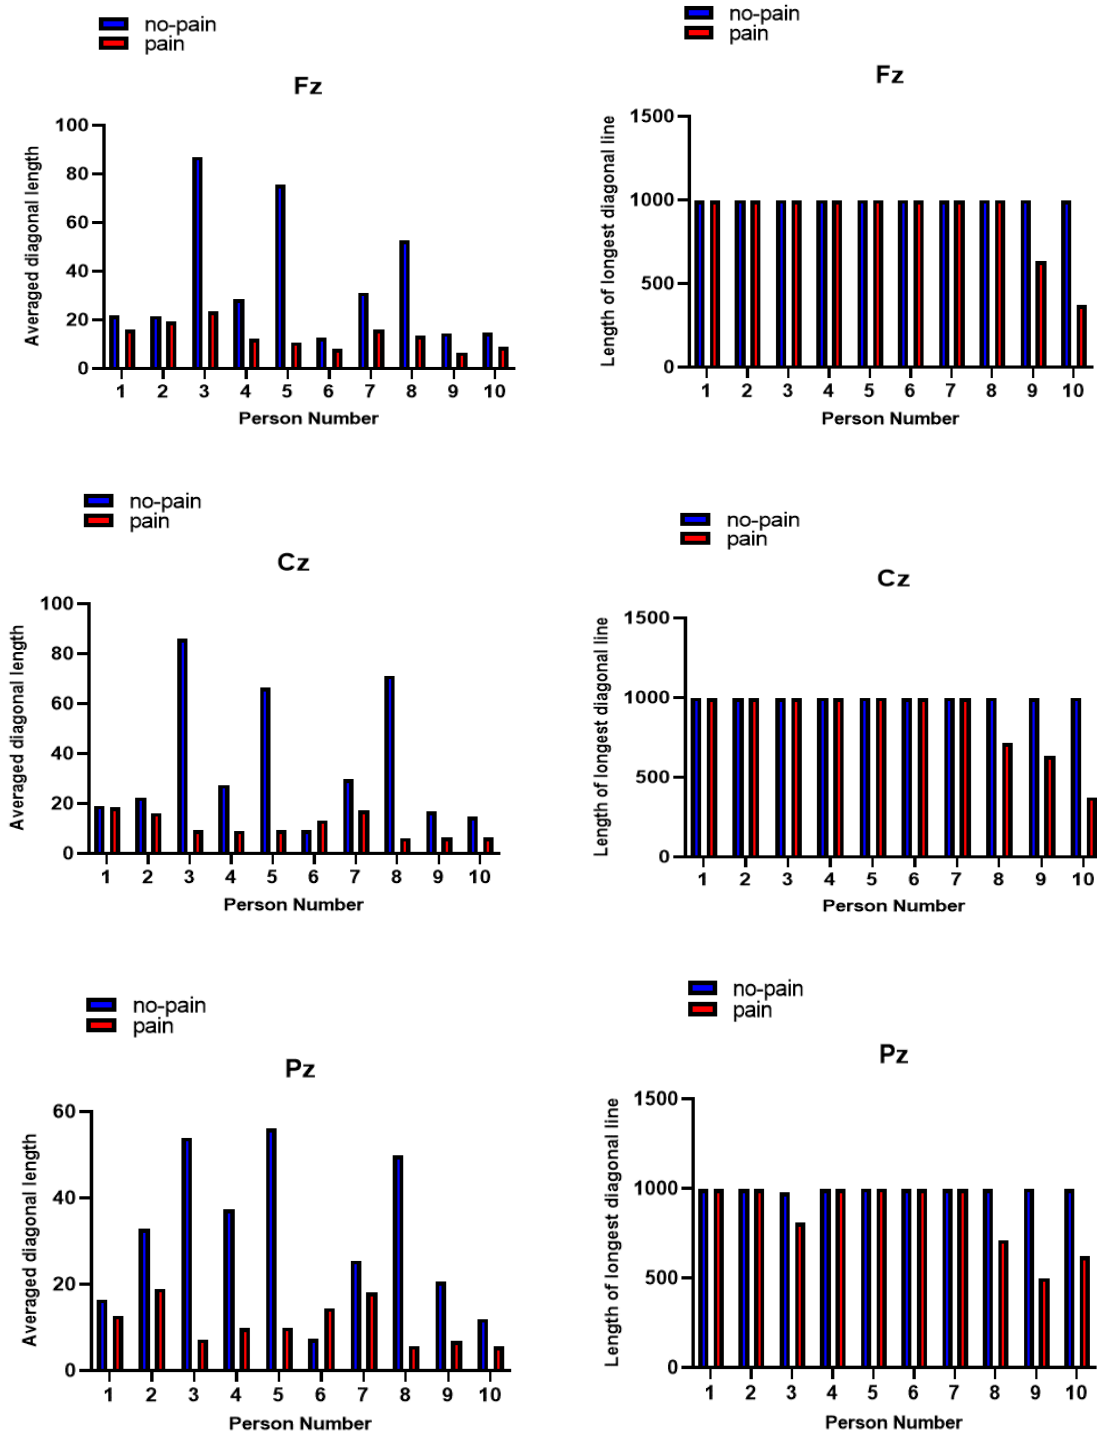 no-pain
pain
Fz
Averaged diagonal length
100
80
60
40
20
0
1 2 3 4 5 6 7 8 9 10
Person Number
no-pain
pain
Fz
Length of longest diagonal line
1500
1000
500
0
1 2 3 4 5 6 7 8 9 10
Person Number
no-pain
pain
Cz
Averaged diagonal length
100
80
60
40
20
0
1 2 3 4 5 6 7 8 9 10
Person Number
no-pain
pain
Cz
Length of longest diagonal line
1500
1000
500
0
1 2 3 4 5 6 7 8 9 10
Person Number
no-pain
pain
Pz
Averaged diagonal length
60
40
20
0
1 2 3 4 5 6 7 8 9 10
Person Number
no-pain
pain
Pz
Length of longest diagonal line
1500
1000
500
0
1 2 3 4 5 6 7 8 9 10
Person Number